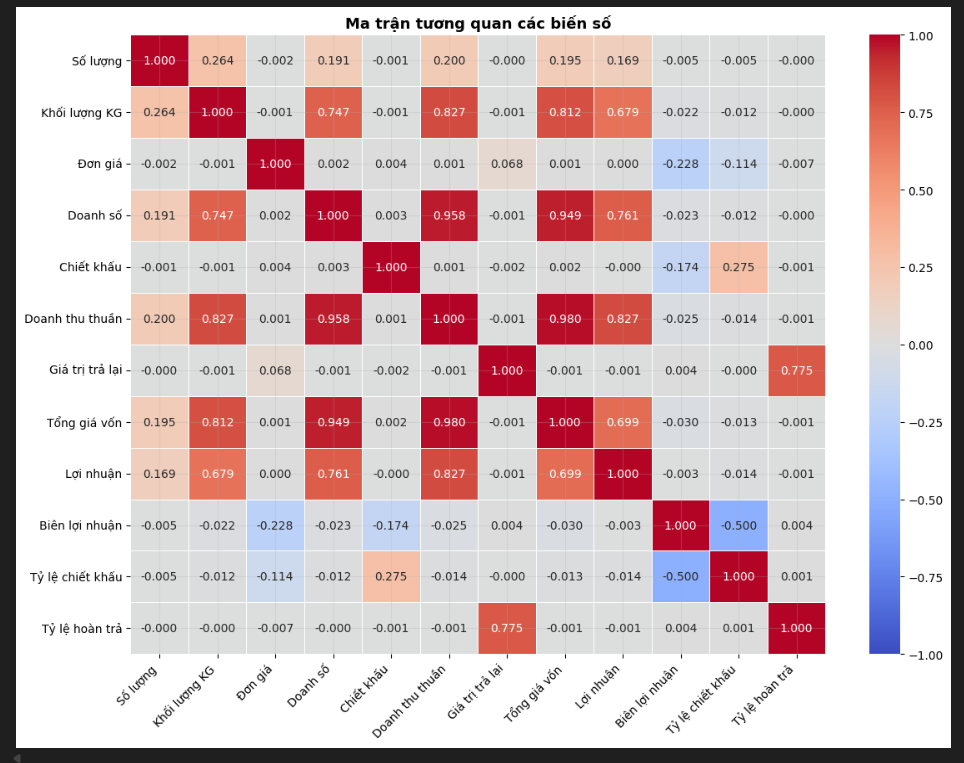 Ma trận tương quan các biến số
Số lượng 1.000 0.264 -0.002 0.191 -0.001 0.200 -0.000 0.195 0.169 -0.005 -0.005 -0.000
Khối lượng KG 0.264 1.000 -0.001 0.747 -0.001 0.827 -0.001 0.812 0.679 -0.022 -0.012 -0.000
Đơn giá -0.002 -0.001 1.000 0.002 0.004 0.001 0.068 0.001 0.000 -0.228 -0.114 -0.007
Doanh số 0.191 0.747 0.002 1.000 0.003 0.958 -0.001 0.949 0.761 -0.023 -0.012 -0.000
Chiết khấu -0.001 -0.001 0.004 0.003 1.000 0.001 -0.002 0.002 -0.000 -0.174 0.275 -0.001
Doanh thu thuần 0.200 0.827 0.001 0.958 0.001 1.000 -0.001 0.980 0.827 -0.025 -0.014 -0.001
Giá trị trả lại -0.000 -0.001 0.068 -0.001 -0.002 -0.001 1.000 -0.001 -0.001 0.004 -0.000 0.775
Tổng giá vốn 0.195 0.812 0.001 0.949 0.002 0.980 -0.001 1.000 0.699 -0.030 -0.013 -0.001
Lợi nhuận 0.169 0.679 0.000 0.761 -0.000 0.827 -0.001 0.699 1.000 -0.003 -0.014 -0.001
Biên lợi nhuận -0.005 -0.022 -0.228 -0.023 -0.174 -0.025 0.004 -0.030 -0.003 1.000 -0.500 0.004
Tỷ lệ chiết khấu -0.005 -0.012 -0.114 -0.012 0.275 -0.014 -0.000 -0.013 -0.014 -0.500 1.000 0.001
Tỷ lệ hoàn trả -0.000 -0.000 -0.007 -0.000 -0.001 -0.001 0.775 -0.001 -0.001 0.004 0.001 1.000
Số lượng
Khối lượng KG
Đơn giá
Doanh số
Chiết khấu
Doanh thu thuần
Giá trị trả lại
Tổng giá vốn
Lợi nhuận
Biên lợi nhuận
Tỷ lệ chiết khấu
Tỷ lệ hoàn trả
1.00
0.75
0.50
0.25
0.00
−0.25
−0.50
−0.75
−1.00